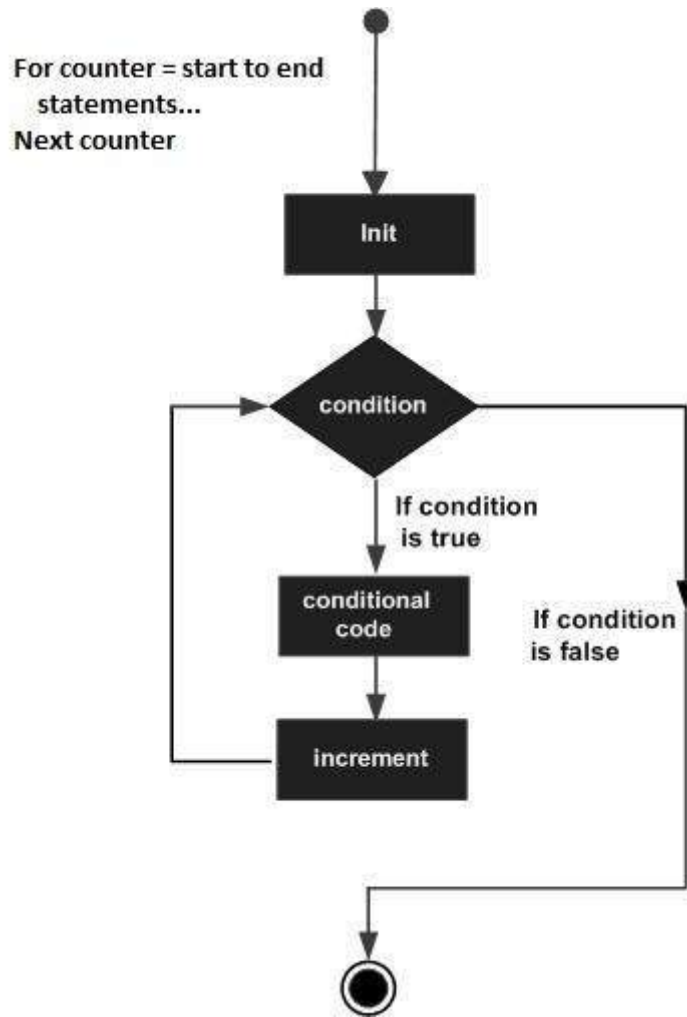 For counter = start to end
statements...
Next counter
Init
condition
If condition
is true
conditional
code
If condition
is false
increment